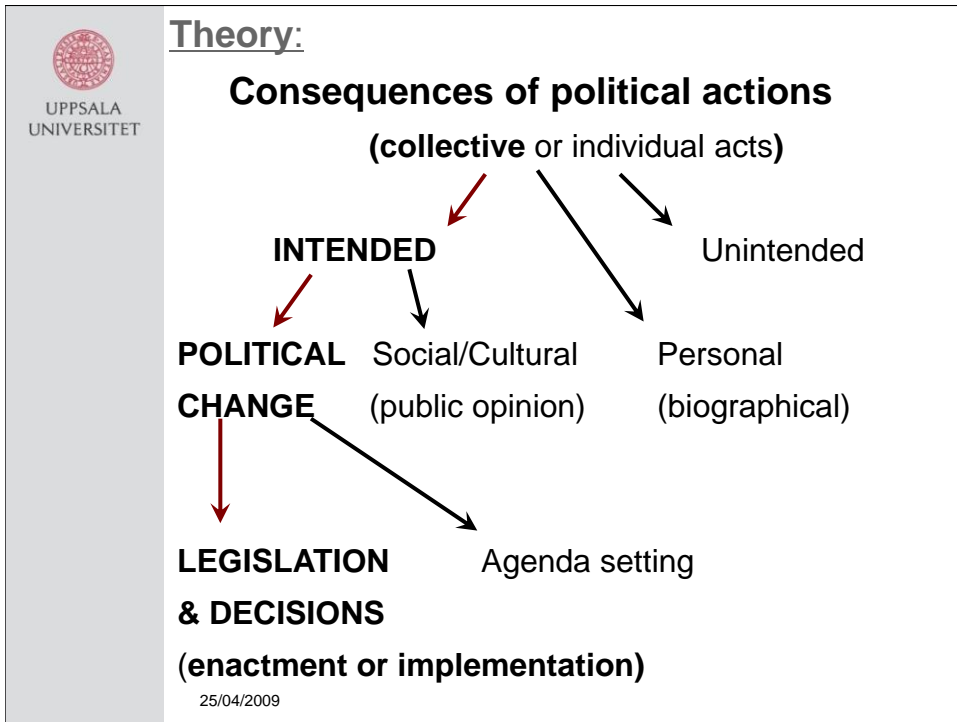 UPPSALA
UNIVERSITET
Theory:
Consequences of political actions
(collective or individual acts)
INTENDED Unintended
POLITICAL Social/Cultural Personal
CHANGE (public opinion) (biographical)
LEGISLATION Agenda setting
& DECISIONS
(enactment or implementation)
25/04/2009